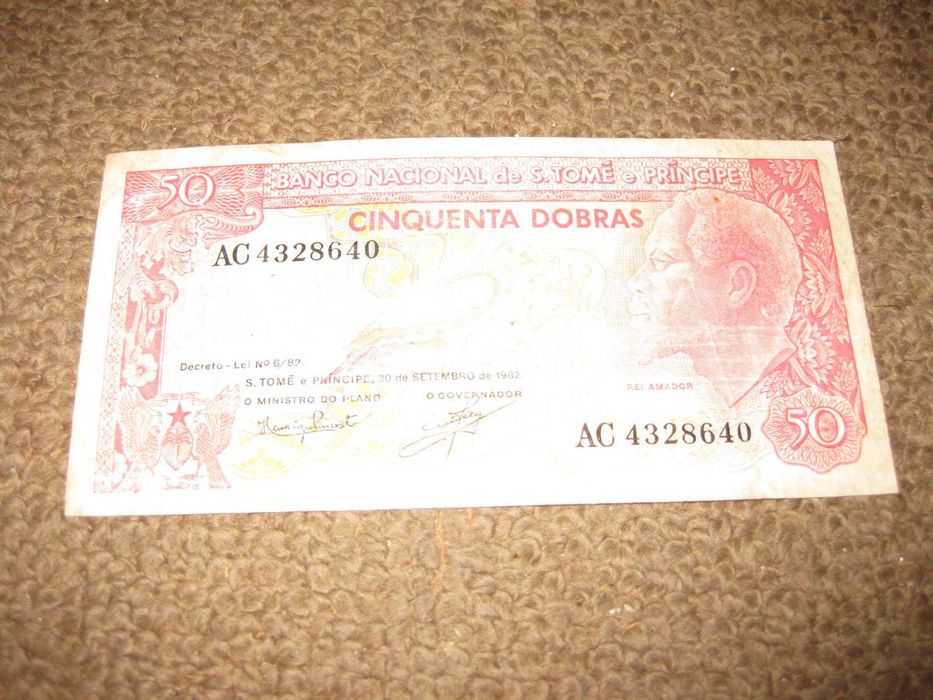 50
BANCO NACIONAL de S. TOMÉ e PRÍNCIPE
CINQUENTA DOBRAS
AC 4328640
Decreto - Lei Nº 6/82
S. TOMÉ e PRÍNCIPE, 30 de SETEMBRO de 1982
O MINISTRO DO PLANO O GOVERNADOR
REI AMADOR
AC 4328640
50